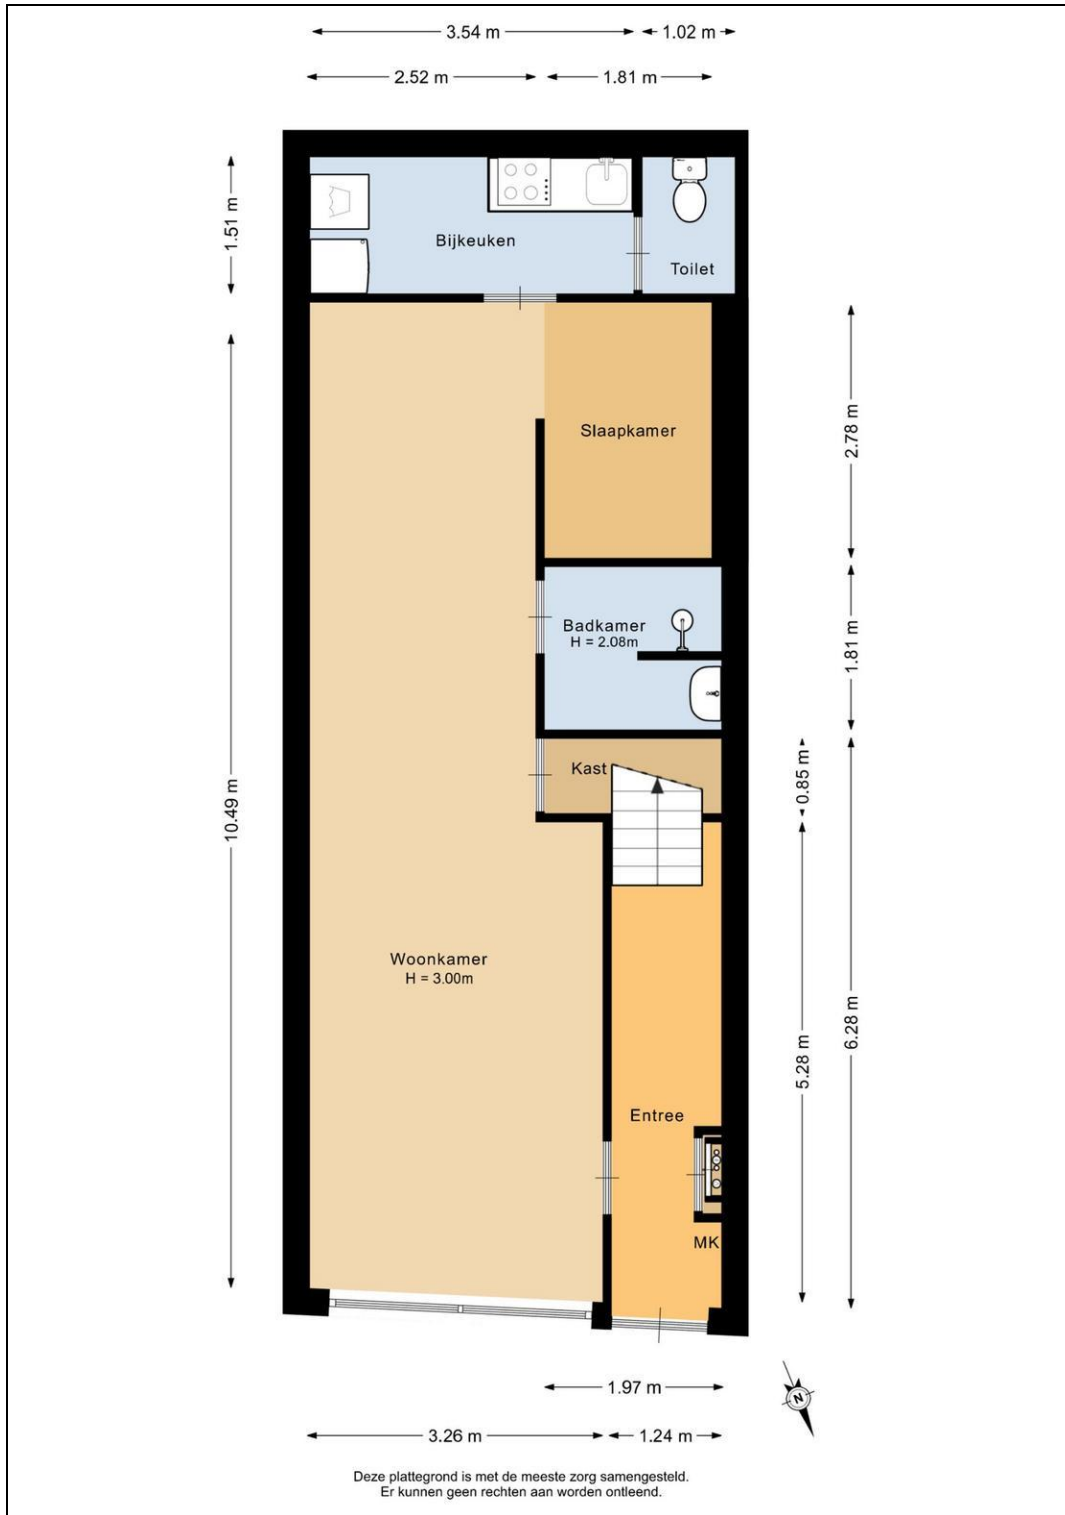 3.54 m 1.02 m
2.52 m 1.81 m
1.51 m
Bijkeuken
Toilet
2.78 m
Slaapkamer
Badkamer
H = 2.08m
1.81 m
Kast
0.85 m
10.49 m
Woonkamer
H = 3.00m
6.28 m
5.28 m
Entree
MK
1.97 m
N
3.26 m 1.24 m
Deze plattegrond is met de meeste zorg samengesteld.
Er kunnen geen rechten aan worden ontleend.